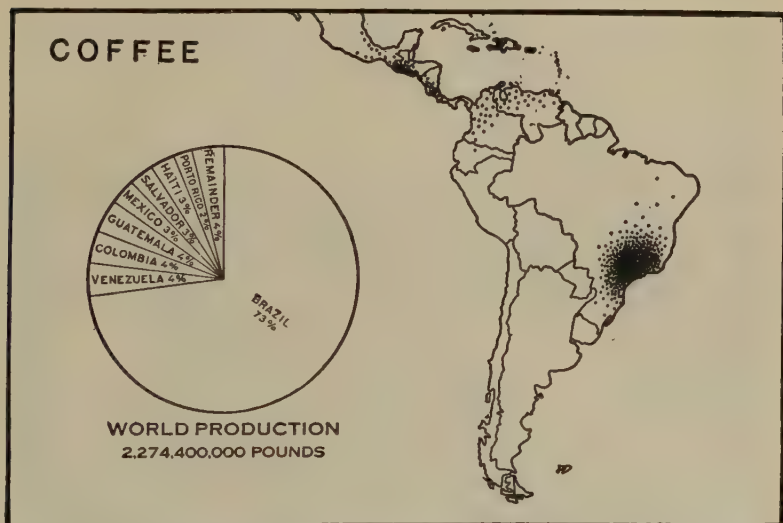 COFFEE
REMAINDER 4%
PORTO RICO 2%
HAITI 3%
SALVADOR 3%
MEXICO 3%
GUATEMALA 4%
COLOMBIA 4%
VENEZUELA 4%
BRAZIL
73%
WORLD PRODUCTION
2,274,400,000 POUNDS